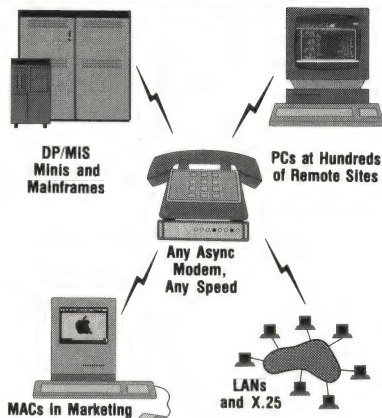 DP/MIS
Minis and
Mainframes
PCs at Hundreds
of Remote Sites
Any Async
Modem,
Any Speed
MACs in Marketing
LANs
and X.25